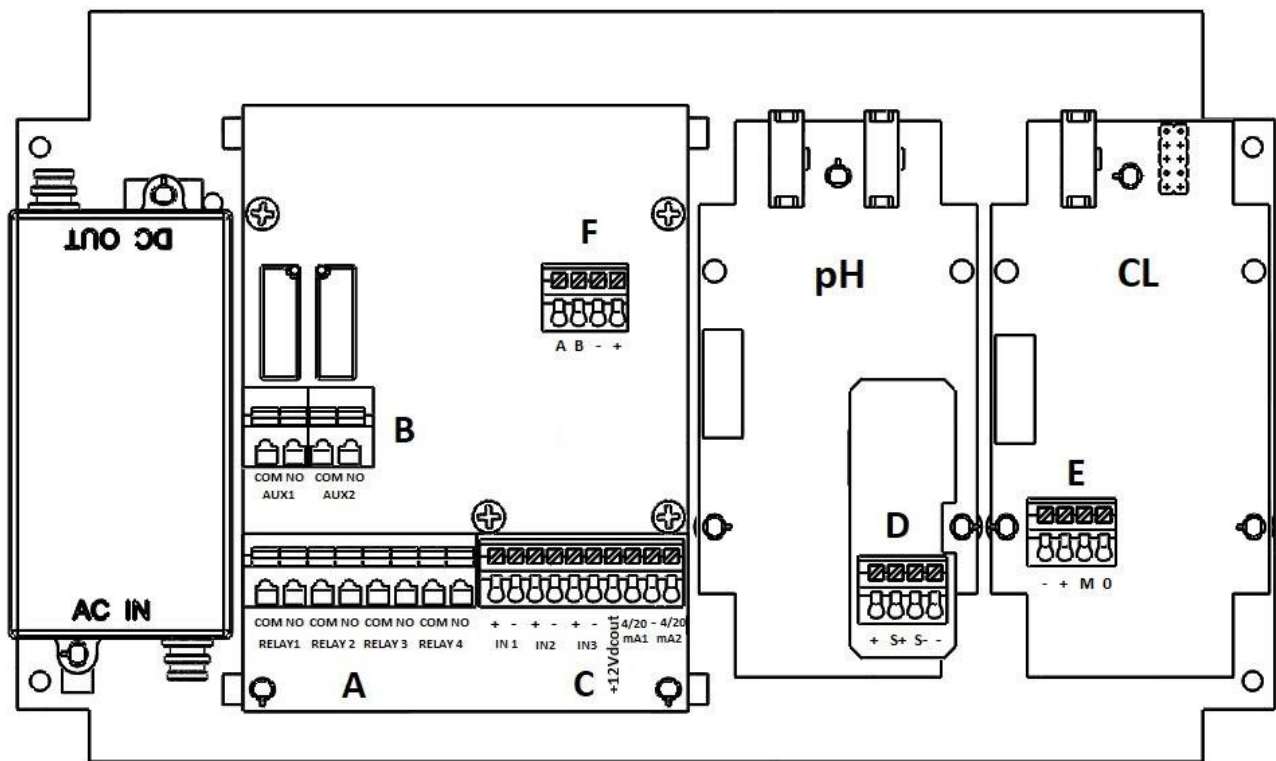 DC OUT
AC IN
F
A B - +
B
COM NO COM NO
AUX1 AUX2
COM NO COM NO COM NO COM NO
RELAY1 RELAY 2 RELAY 3 RELAY 4
+ - + - + - 4/20 - 4/20
IN 1 IN2 IN3 mA1 mA2
+12Vdcout
A
C
pH
D
+ S+ S- -
CL
E
- + M 0